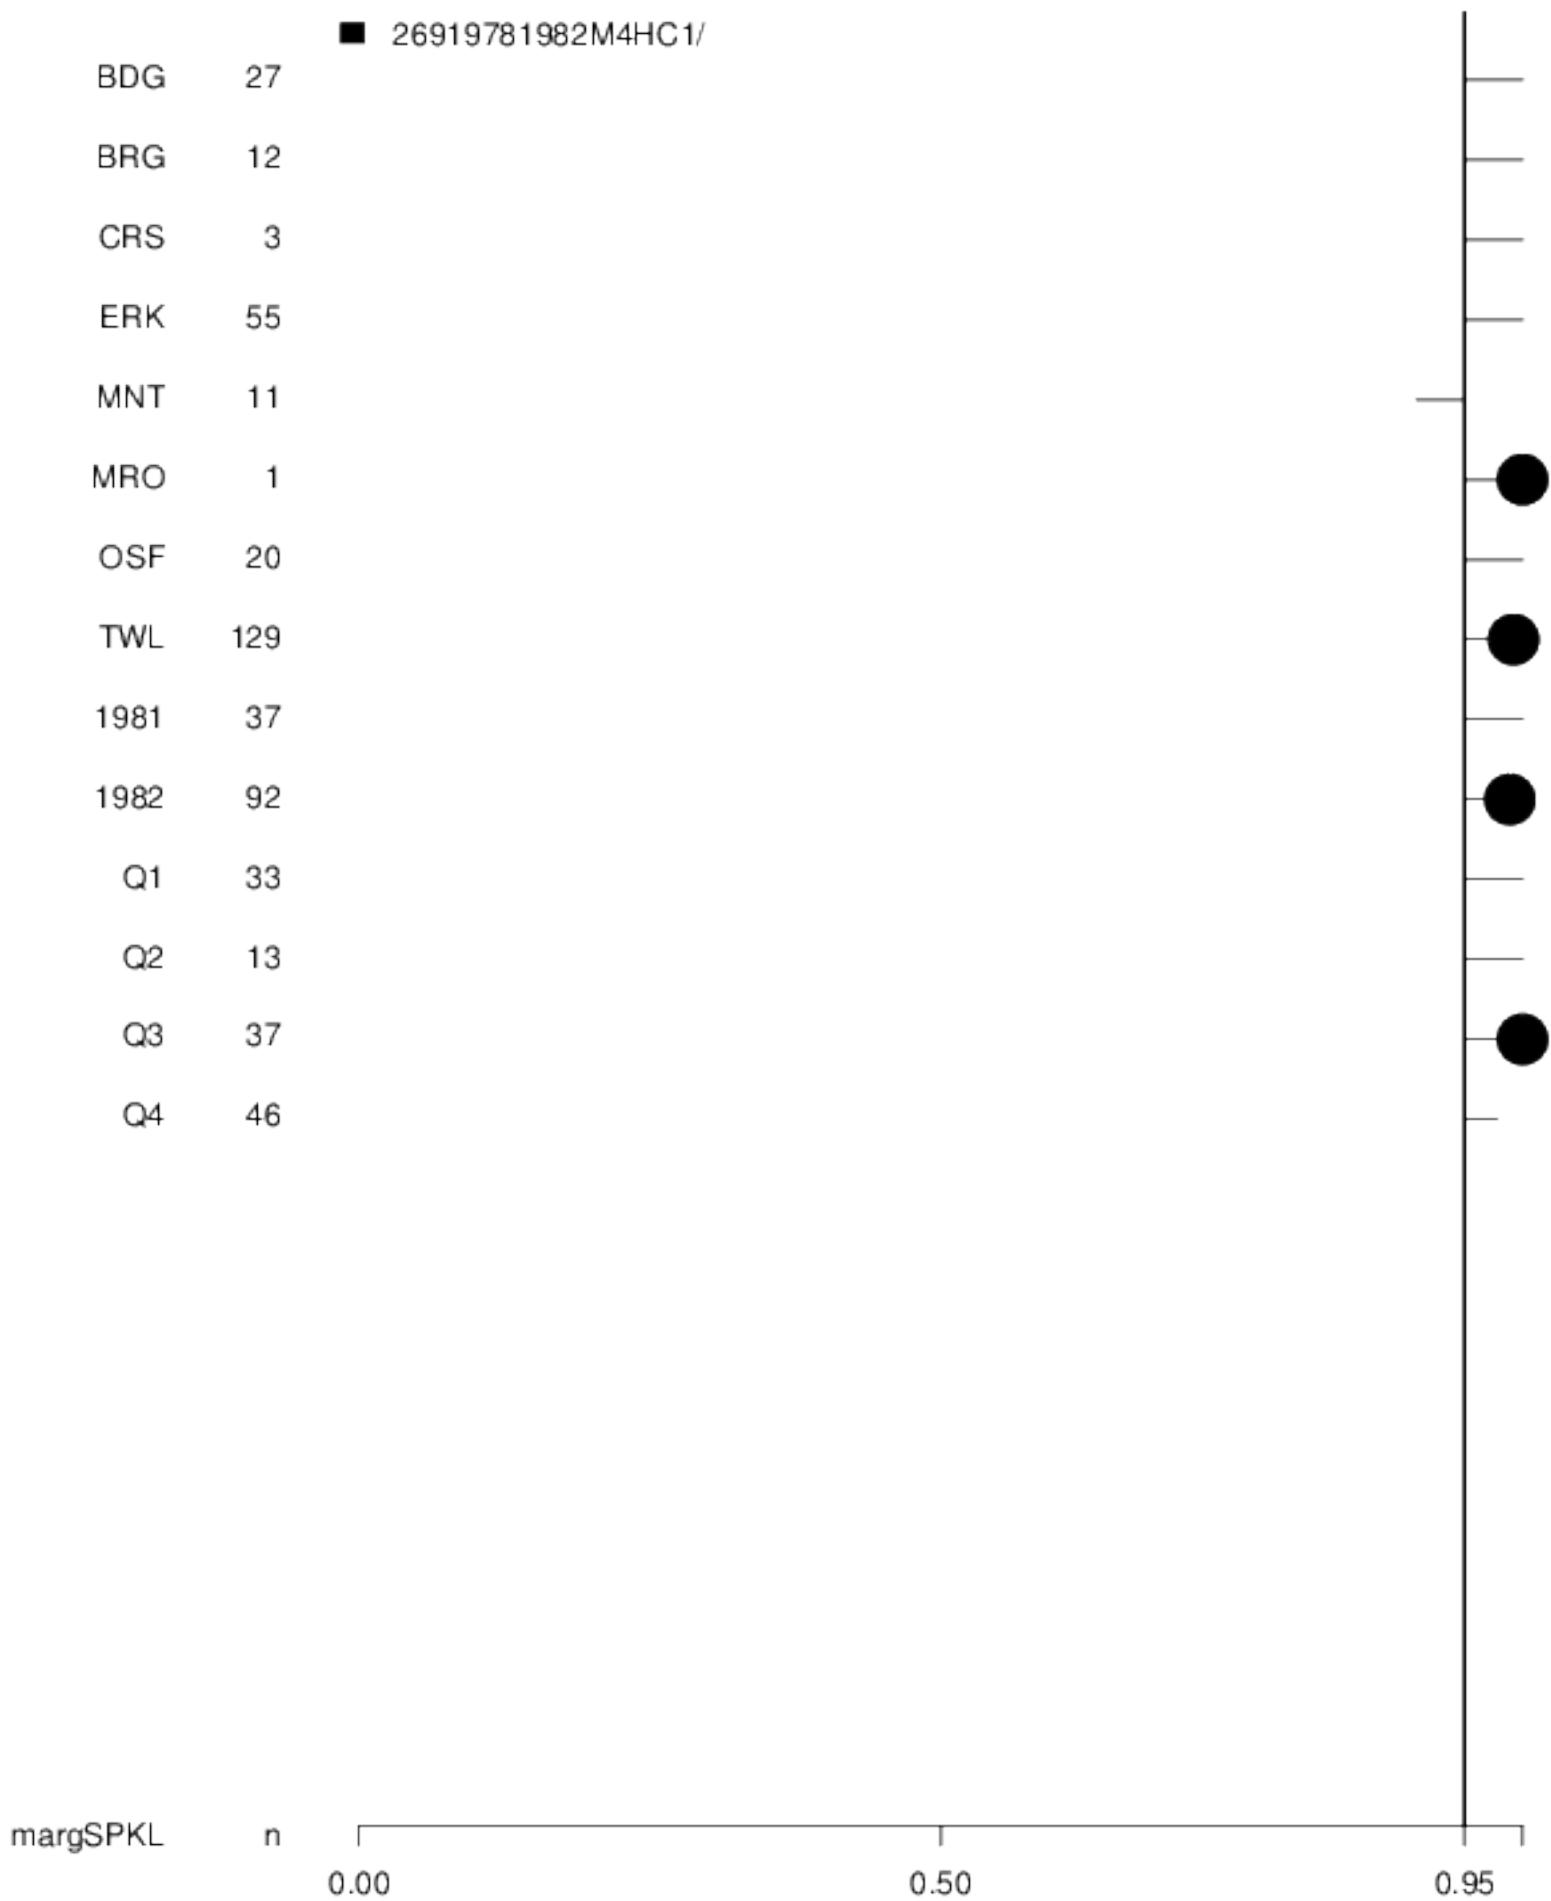 26919781982M4HC1/
BDG 27
BRG 12
CRS 3
ERK 55
MNT 11
MRO 1
OSF 20
TWL 129
1981 37
1982 92
Q1 33
Q2 13
Q3 37
Q4 46
margSPKL n
0.00 0.50 0.95